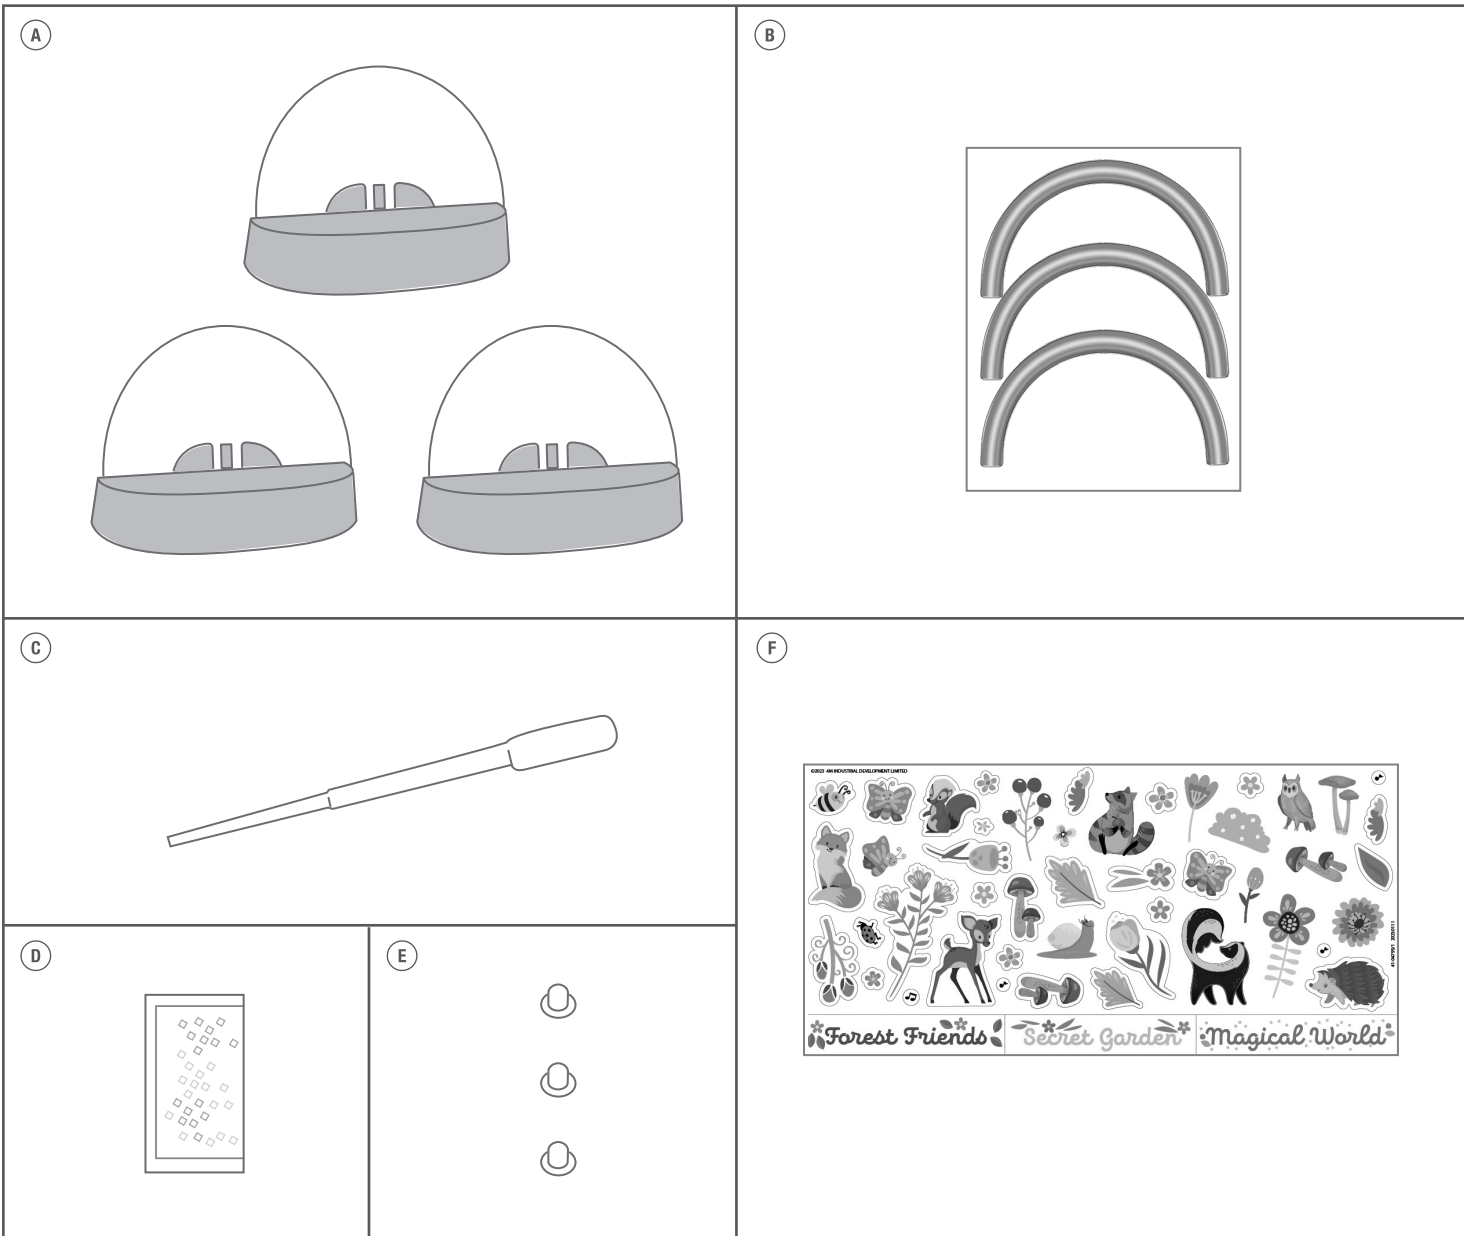 A
B
C
F
©2023 4M INDUSTRIAL DEVELOPMENT LIMITED
D
E
Forest Friends
Secret Garden
Magical World